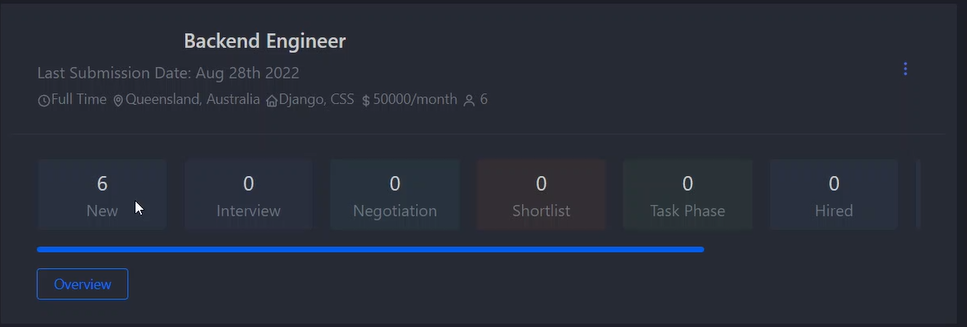 Backend Engineer
Last Submission Date: Aug 28th 2022
Full Time Queensland, Australia Django, CSS $ 50000/month 6
6 0 0 0 0 0
New Interview Negotiation Shortlist Task Phase Hired
Overview